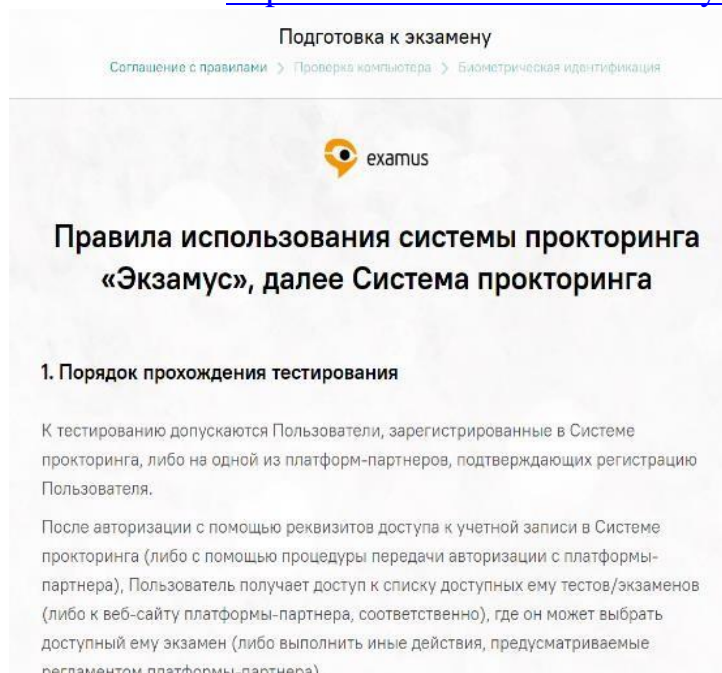 Подготовка к экзамену
Соглашение с правилами > Проверка компьютера > Биометрическая идентификация
examus
Правила использования системы прокторинга
«Экзамус», далее Система прокторинга
1. Порядок прохождения тестирования
К тестированию допускаются Пользователи, зарегистрированные в Системе
прокторинга, либо на одной из платформ-партнеров, подтверждающих регистрацию
Пользователя.
После авторизации с помощью реквизитов доступа к учетной записи в Системе
прокторинга (либо с помощью процедуры передачи авторизации с платформы-
партнера), Пользователь получает доступ к списку доступных ему тестов/экзаменов
(либо к веб-сайту платформы-партнера, соответственно), где он может выбрать
доступный ему экзамен (либо выполнить иные действия, предусматриваемые
регламентом платформы-партнера)